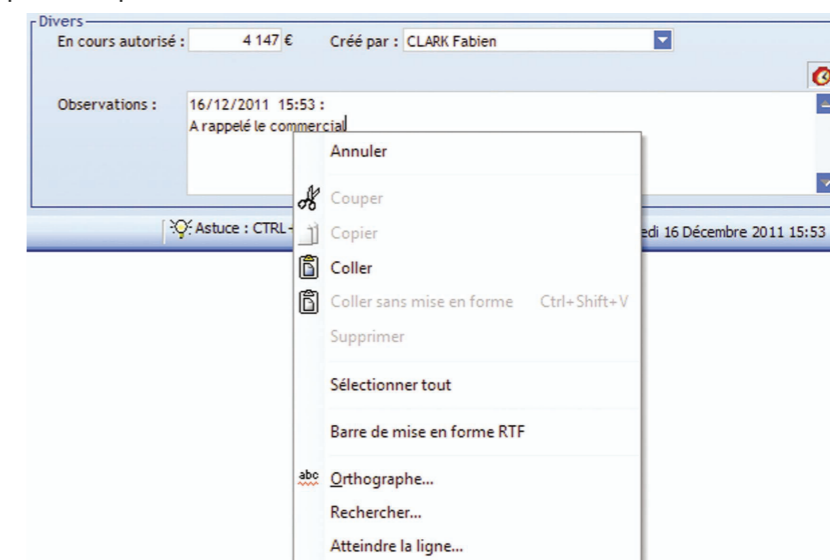 Divers
En cours autorisé : 4 147 € Créé par : CLARK Fabien
Observations : 16/12/2011 15:53 :
A rappelé le commercial
Astuce : CTRL+
edi 16 Décembre 2011 15:53
Annuler
Couper
Copier
Coller
Coller sans mise en forme Ctrl+Shift+V
Supprimer
Sélectionner tout
Barre de mise en forme RTF
abc Orthographe...
Rechercher...
Atteindre la ligne...